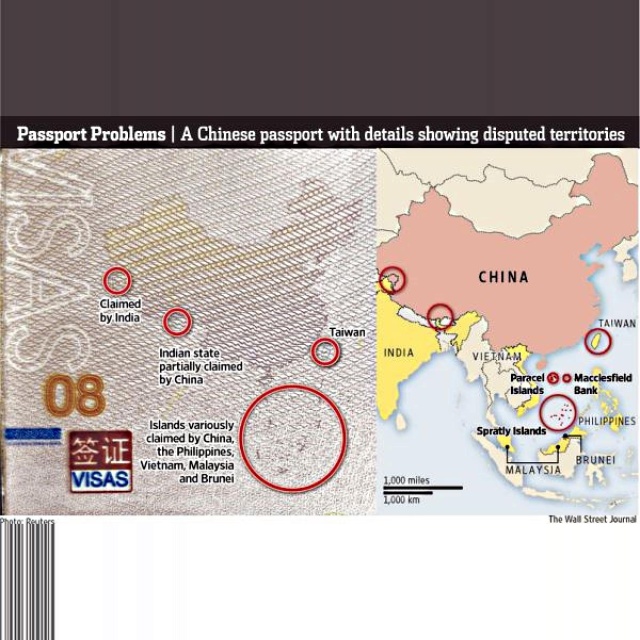 Passport Problems | A Chinese passport with details showing disputed territories
VISAS
Claimed
by India
Indian state
partially claimed
by China
Taiwan
Islands variously
claimed by China,
the Philippines,
Vietnam, Malaysia
and Brunei
08
签证
VISAS
CHINA
INDIA
TAIWAN
VIETNAM
Paracel
Islands
Macclesfield
Bank
PHILIPPINES
Spratly Islands
BRUNEI
MALAYSIA
1,000 miles
1,000 km
Photo: Reuters
The Wall Street Journal